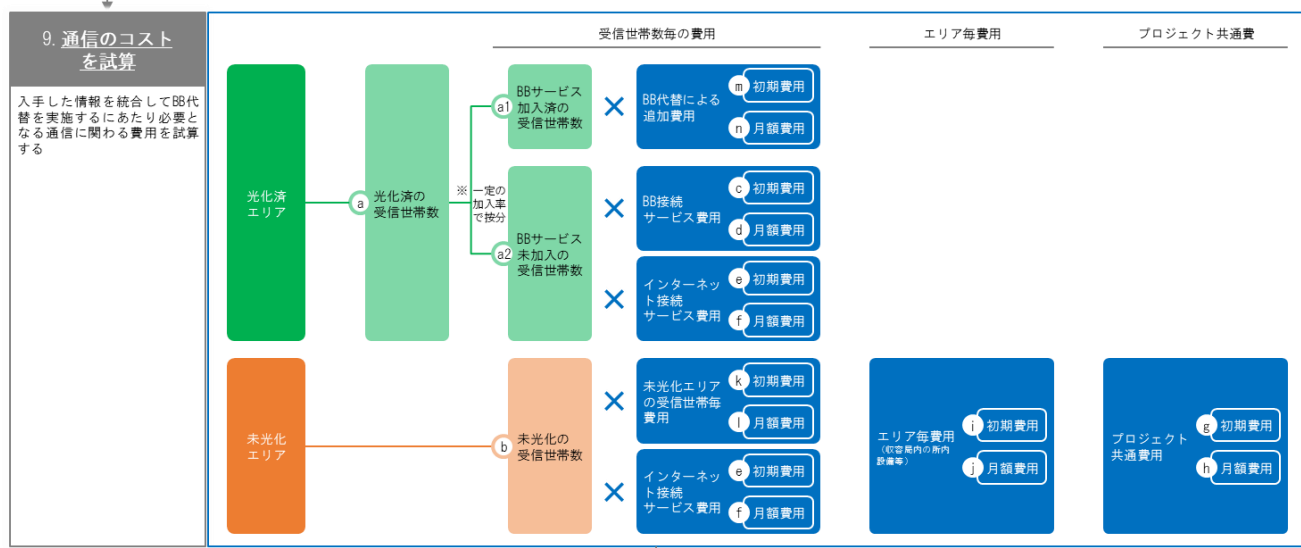 9. 通信のコスト
を試算
入手した情報を統合してBB代
替を実施するにあたり必要と
なる通信に関わる費用を試算
する
受信世帯数毎の費用
エリア毎費用
プロジェクト共通費
光化済
エリア
a
光化済の
受信世帯数
※ 一定の
加入率
で按分
a1
BBサービス
加入済の
受信世帯数
×
BB代替による
追加費用
m
初期費用
n
月額費用
a2
BBサービス
未加入の
受信世帯数
×
BB接続
サービス費用
c
初期費用
d
月額費用
×
インターネッ
ト接続
サービス費用
e
初期費用
f
月額費用
未光化
エリア
b
未光化の
受信世帯数
×
未光化エリア
の受信世帯毎
費用
k
初期費用
l
月額費用
×
インターネッ
ト接続
サービス費用
e
初期費用
f
月額費用
エリア毎費用
(収容局内の所内
設備等)
i
初期費用
j
月額費用
プロジェクト
共通費用
g
初期費用
h
月額費用